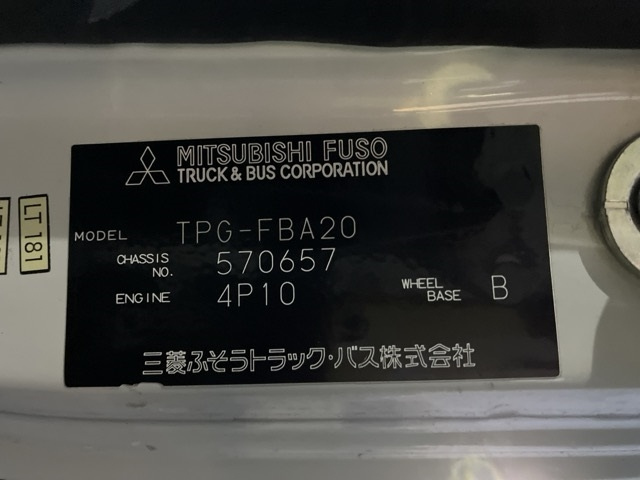 MITSUBISHI FUSO
TRUCK & BUS CORPORATION
MODEL TPG-FBA20
CHASSIS NO. 570657
ENGINE 4P10
WHEEL BASE B
三菱ふそうトラック・バス株式会社
LT 181